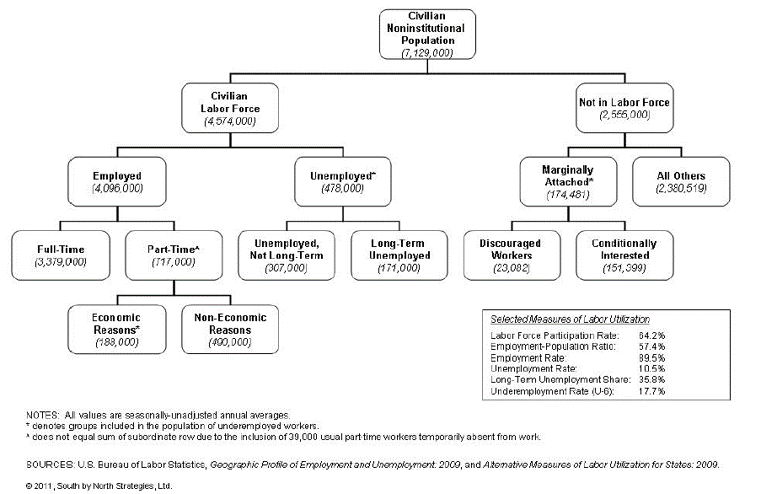 Civilian
Noninstitutional
Population
(7,129,000)
Civilian
Labor Force
(4,574,000)
Not in Labor Force
(2,555,000)
Employed
(4,096,000)
Unemployed*
(478,000)
Marginally
Attached*
(174,481)
All Others
(2,380,519)
Full-Time
(3,379,000)
Part-Time^
(717,000)
Unemployed,
Not Long-Term
(307,000)
Long-Term
Unemployed
(171,000)
Discouraged
Workers
(23,082)
Conditionally
Interested
(151,399)
Economic
Reasons*
(188,000)
Non-Economic
Reasons
(490,000)
Selected Measures of Labor Utilization
Labor Force Participation Rate: 64.2%
Employment-Population Ratio: 57.4%
Employment Rate: 89.5%
Unemployment Rate: 10.5%
Long-Term Unemployment Share: 35.8%
Underemployment Rate (U-6): 17.7%
NOTES: All values are seasonally-unadjusted annual averages.
* denotes groups included in the population of underemployed workers.
^ does not equal sum of subordinate row due to the inclusion of 39,000 usual part-time workers temporarily absent from work.
SOURCES: U.S. Bureau of Labor Statistics, Geographic Profile of Employment and Unemployment: 2009, and Alternative Measures of Labor Utilization for States: 2009.
© 2011, South by North Strategies, Ltd.